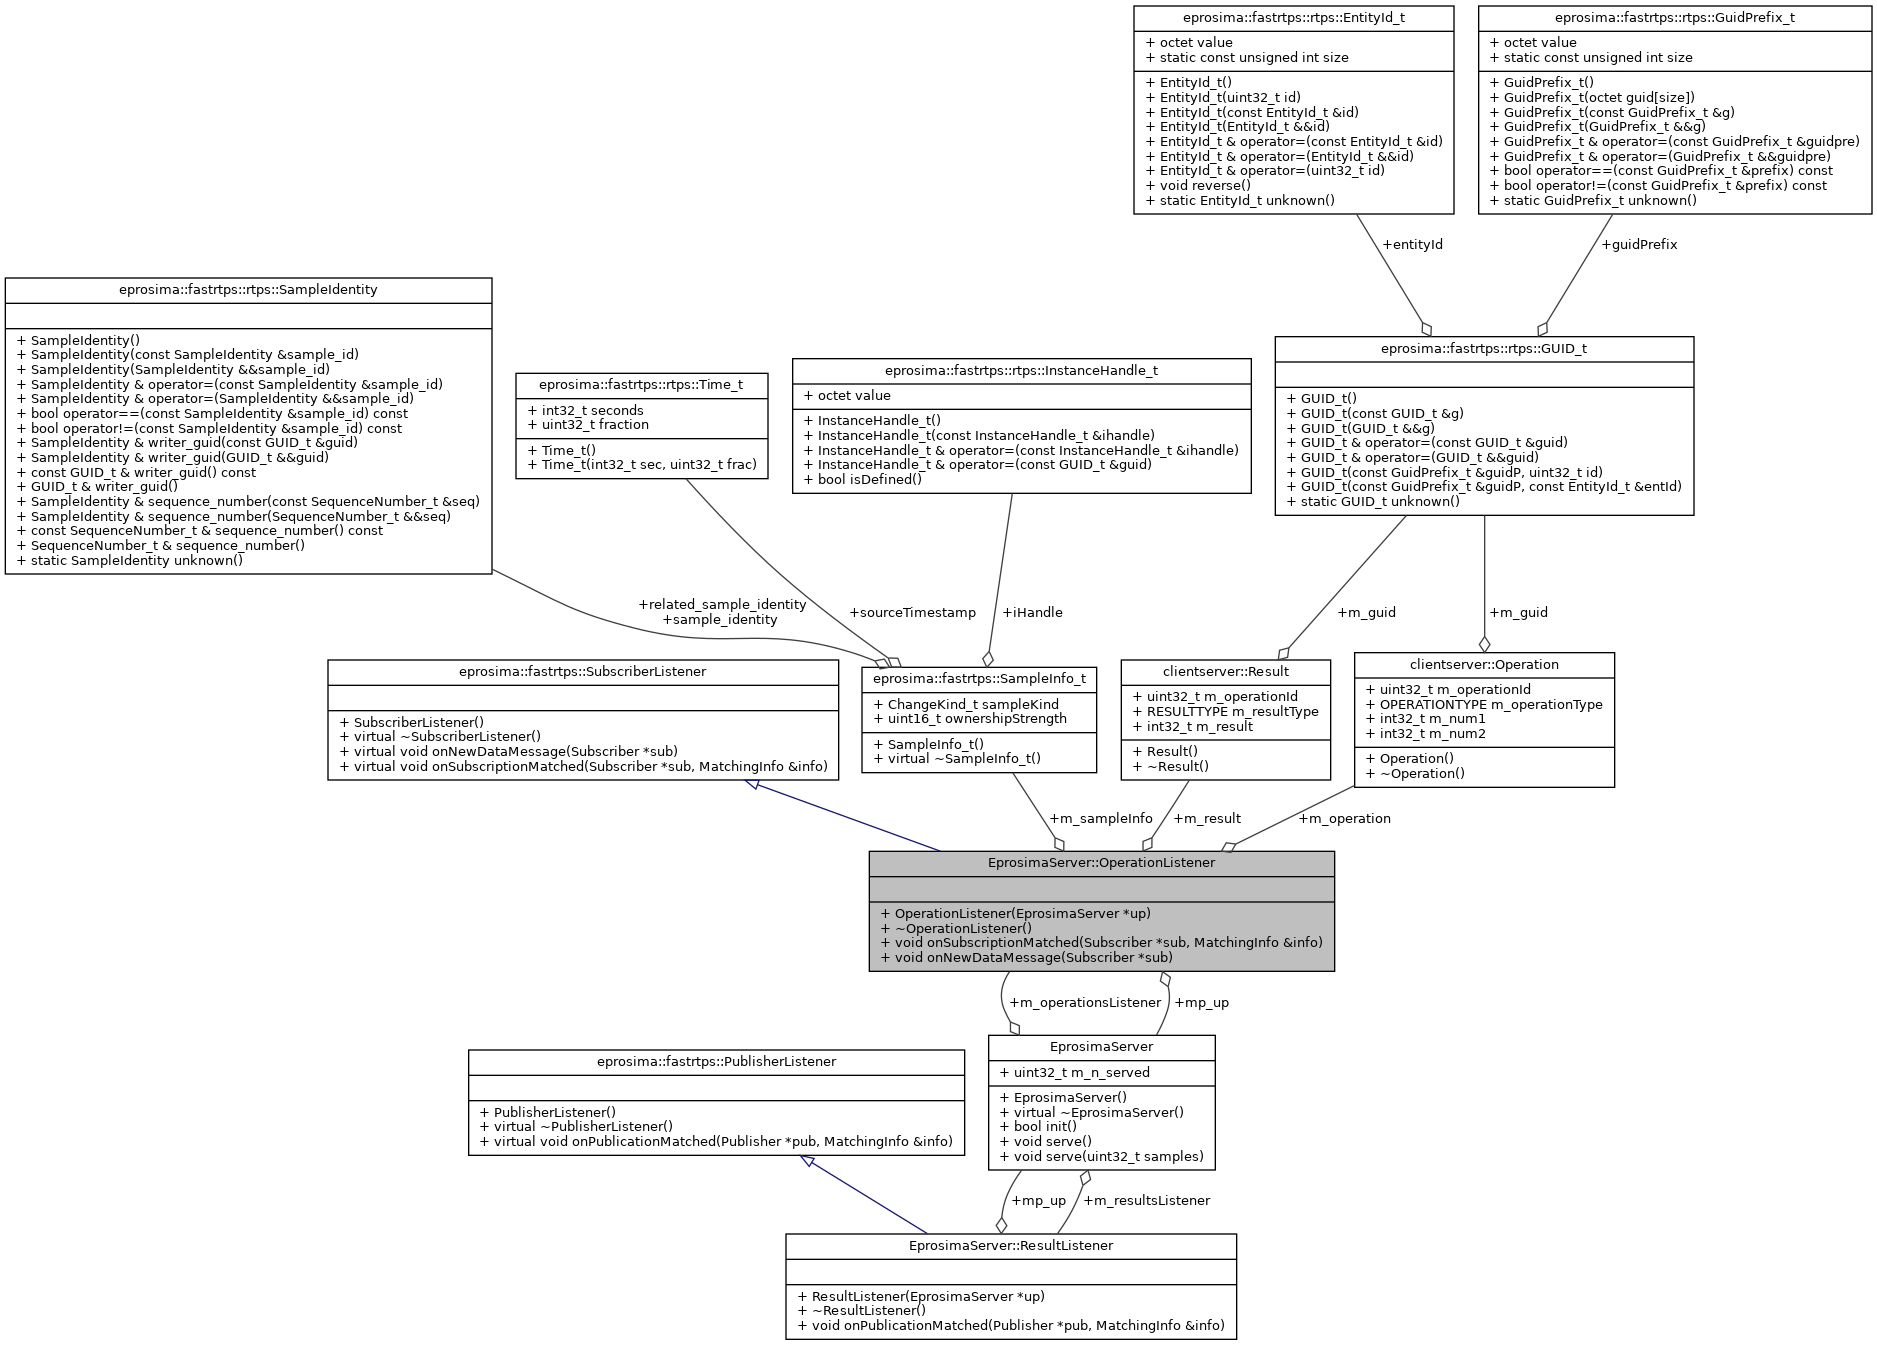 eprosima::fastrtps::rtps::EntityId_t
+ octet value
+ static const unsigned int size
+ EntityId_t()
+ EntityId_t(uint32_t id)
+ EntityId_t(const EntityId_t &id)
+ EntityId_t(EntityId_t &&id)
+ EntityId_t & operator=(const EntityId_t &id)
+ EntityId_t & operator=(EntityId_t &&id)
+ EntityId_t & operator=(uint32_t id)
+ void reverse()
+ static EntityId_t unknown()
eprosima::fastrtps::rtps::GuidPrefix_t
+ octet value
+ static const unsigned int size
+ GuidPrefix_t()
+ GuidPrefix_t(octet guid[size])
+ GuidPrefix_t(const GuidPrefix_t &g)
+ GuidPrefix_t(GuidPrefix_t &&g)
+ GuidPrefix_t & operator=(const GuidPrefix_t &guidpre)
+ GuidPrefix_t & operator=(GuidPrefix_t &&guidpre)
+ bool operator==(const GuidPrefix_t &prefix) const
+ bool operator!=(const GuidPrefix_t &prefix) const
+ static GuidPrefix_t unknown()
+entityId
+guidPrefix
eprosima::fastrtps::rtps::SampleIdentity
+ SampleIdentity()
+ SampleIdentity(const SampleIdentity &sample_id)
+ SampleIdentity(SampleIdentity &&sample_id)
+ SampleIdentity & operator=(const SampleIdentity &sample_id)
+ SampleIdentity & operator=(SampleIdentity &&sample_id)
+ bool operator==(const SampleIdentity &sample_id) const
+ bool operator!=(const SampleIdentity &sample_id) const
+ SampleIdentity & writer_guid(const GUID_t &guid)
+ SampleIdentity & writer_guid(GUID_t &&guid)
+ const GUID_t & writer_guid() const
+ GUID_t & writer_guid()
+ SampleIdentity & sequence_number(const SequenceNumber_t &seq)
+ SampleIdentity & sequence_number(SequenceNumber_t &&seq)
+ const SequenceNumber_t & sequence_number() const
+ SequenceNumber_t & sequence_number()
+ static SampleIdentity unknown()
eprosima::fastrtps::rtps::Time_t
+ int32_t seconds
+ uint32_t fraction
+ Time_t()
+ Time_t(int32_t sec, uint32_t frac)
eprosima::fastrtps::rtps::InstanceHandle_t
+ octet value
+ InstanceHandle_t()
+ InstanceHandle_t(const InstanceHandle_t &ihandle)
+ InstanceHandle_t & operator=(const InstanceHandle_t &ihandle)
+ InstanceHandle_t & operator=(const GUID_t &guid)
+ bool isDefined()
eprosima::fastrtps::rtps::GUID_t
+ GUID_t()
+ GUID_t(const GUID_t &g)
+ GUID_t(GUID_t &&g)
+ GUID_t & operator=(const GUID_t &guid)
+ GUID_t & operator=(GUID_t &&guid)
+ GUID_t(const GuidPrefix_t &guidP, uint32_t id)
+ GUID_t(const GuidPrefix_t &guidP, const EntityId_t &entId)
+ static GUID_t unknown()
+related_sample_identity
+sample_identity
+sourceTimestamp
+iHandle
+m_guid
+m_guid
eprosima::fastrtps::SubscriberListener
+ SubscriberListener()
+ virtual ~SubscriberListener()
+ virtual void onNewDataMessage(Subscriber *sub)
+ virtual void onSubscriptionMatched(Subscriber *sub, MatchingInfo &info)
eprosima::fastrtps::SampleInfo_t
+ ChangeKind_t sampleKind
+ uint16_t ownershipStrength
+ SampleInfo_t()
+ virtual ~SampleInfo_t()
clientserver::Result
+ uint32_t m_operationId
+ RESULTTYPE m_resultType
+ int32_t m_result
+ Result()
+ ~Result()
clientserver::Operation
+ uint32_t m_operationId
+ OPERATIONTYPE m_operationType
+ int32_t m_num1
+ int32_t m_num2
+ Operation()
+ ~Operation()
+m_sampleInfo
+m_result
+m_operation
EprosimaServer::OperationListener
+ OperationListener(EprosimaServer *up)
+ ~OperationListener()
+ void onSubscriptionMatched(Subscriber *sub, MatchingInfo &info)
+ void onNewDataMessage(Subscriber *sub)
+m_operationsListener
+mp_up
eprosima::fastrtps::PublisherListener
+ PublisherListener()
+ virtual ~PublisherListener()
+ virtual void onPublicationMatched(Publisher *pub, MatchingInfo &info)
EprosimaServer
+ uint32_t m_n_served
+ EprosimaServer()
+ virtual ~EprosimaServer()
+ bool init()
+ void serve()
+ void serve(uint32_t samples)
+mp_up
+m_resultsListener
EprosimaServer::ResultListener
+ ResultListener(EprosimaServer *up)
+ ~ResultListener()
+ void onPublicationMatched(Publisher *pub, MatchingInfo &info)